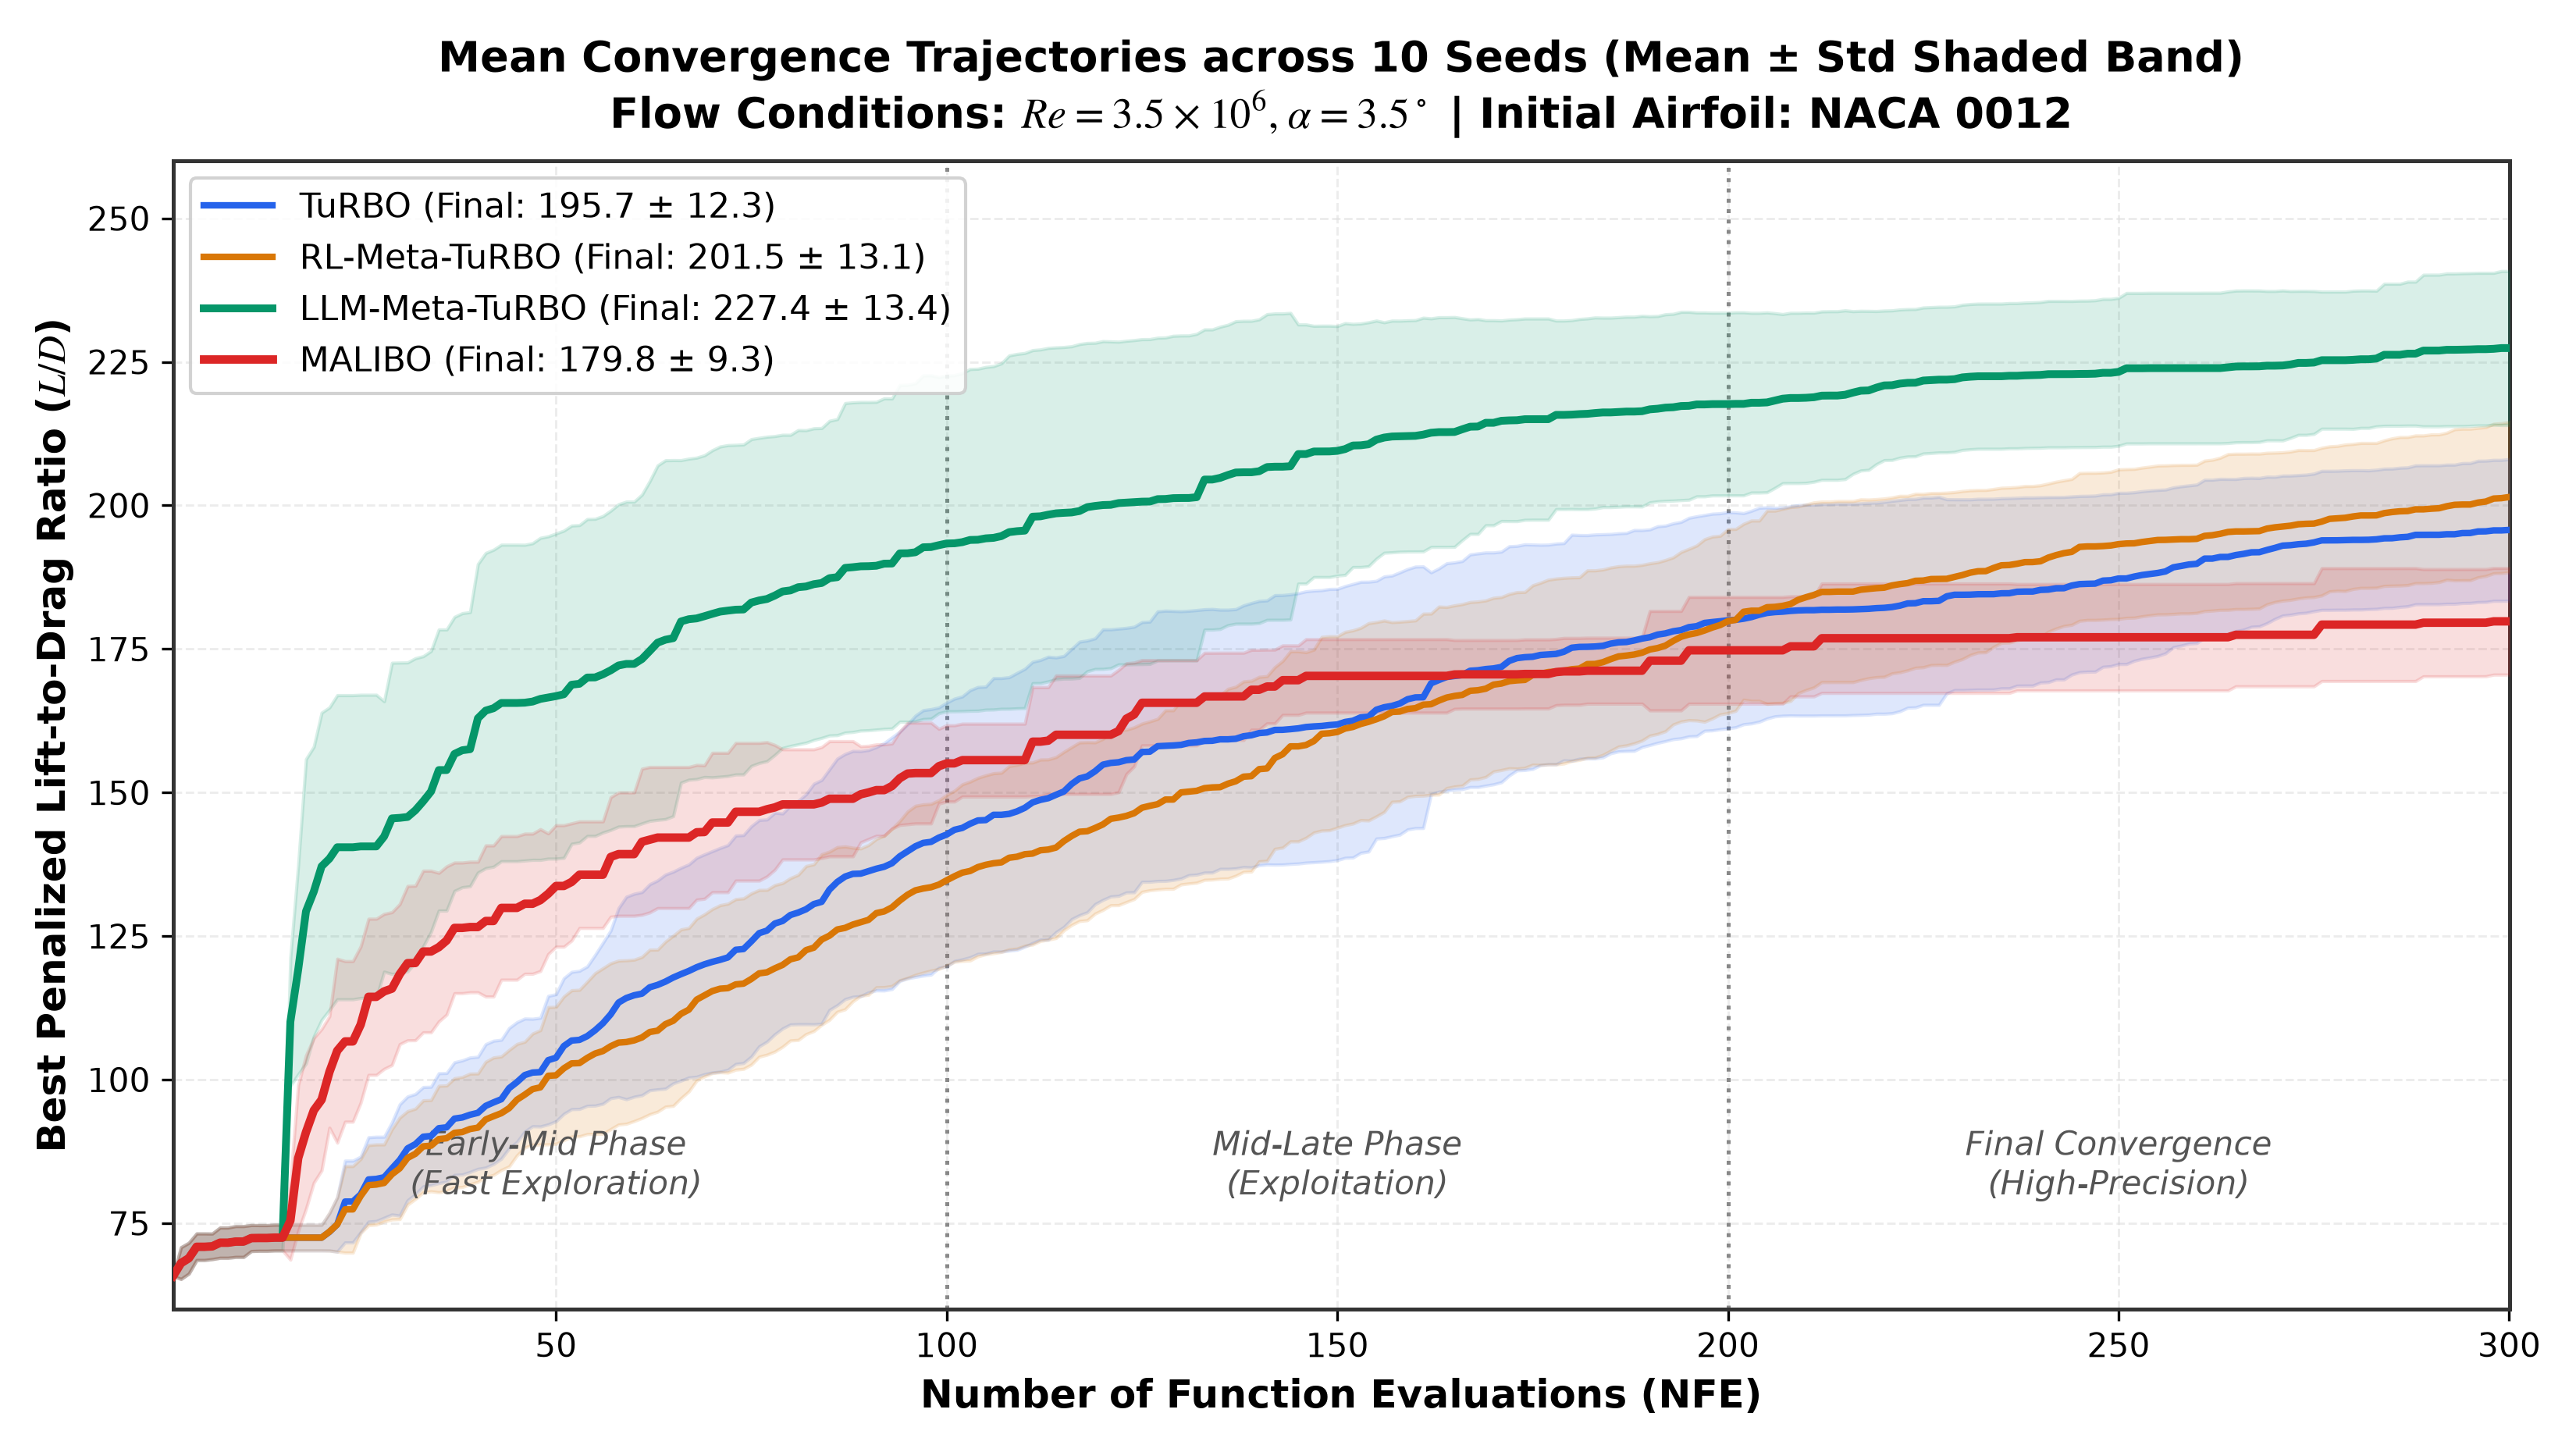 Mean Convergence Trajectories across 10 Seeds (Mean ± Std Shaded Band)
Flow Conditions: Re = 3.5 × 10⁶, α = 3.5° | Initial Airfoil: NACA 0012
TuRBO (Final: 195.7 ± 12.3)
RL-Meta-TuRBO (Final: 201.5 ± 13.1)
LLM-Meta-TuRBO (Final: 227.4 ± 13.4)
MALIBO (Final: 179.8 ± 9.3)
Best Penalized Lift-to-Drag Ratio (L/D)
250
225
200
175
150
125
100
75
Early-Mid Phase
(Fast Exploration)
Mid-Late Phase
(Exploitation)
Final Convergence
(High-Precision)
50
100
150
200
250
300
Number of Function Evaluations (NFE)